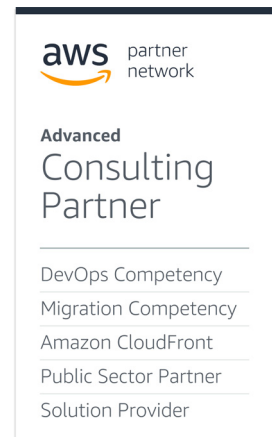 aws partner
network
Advanced
Consulting
Partner
DevOps Competency
Migration Competency
Amazon CloudFront
Public Sector Partner
Solution Provider